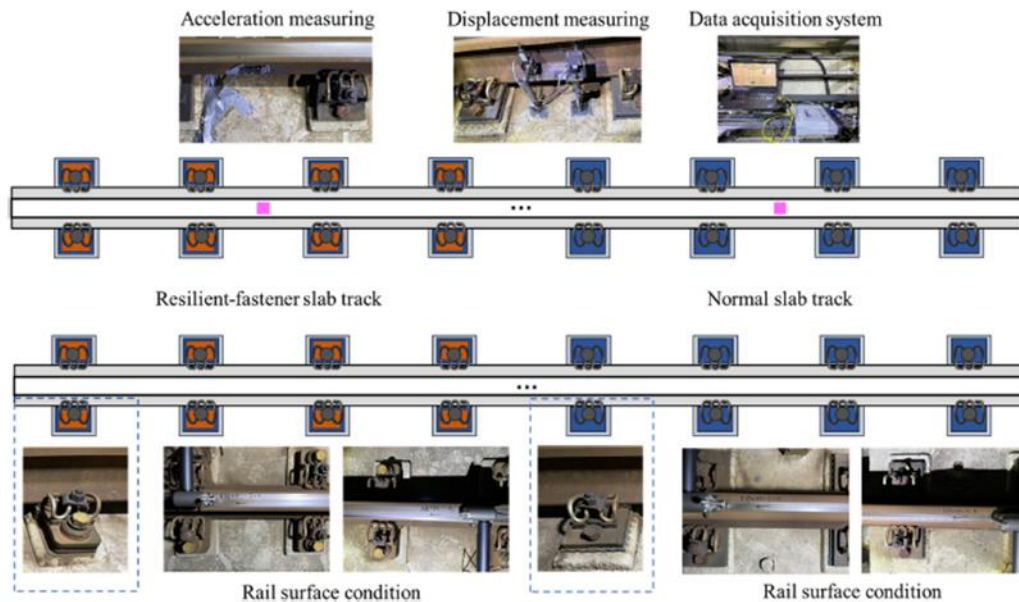 Acceleration measuring
Displacement measuring
Data acquisition system
...
Resilient-fastener slab track
Normal slab track
...
Rail surface condition
Rail surface condition